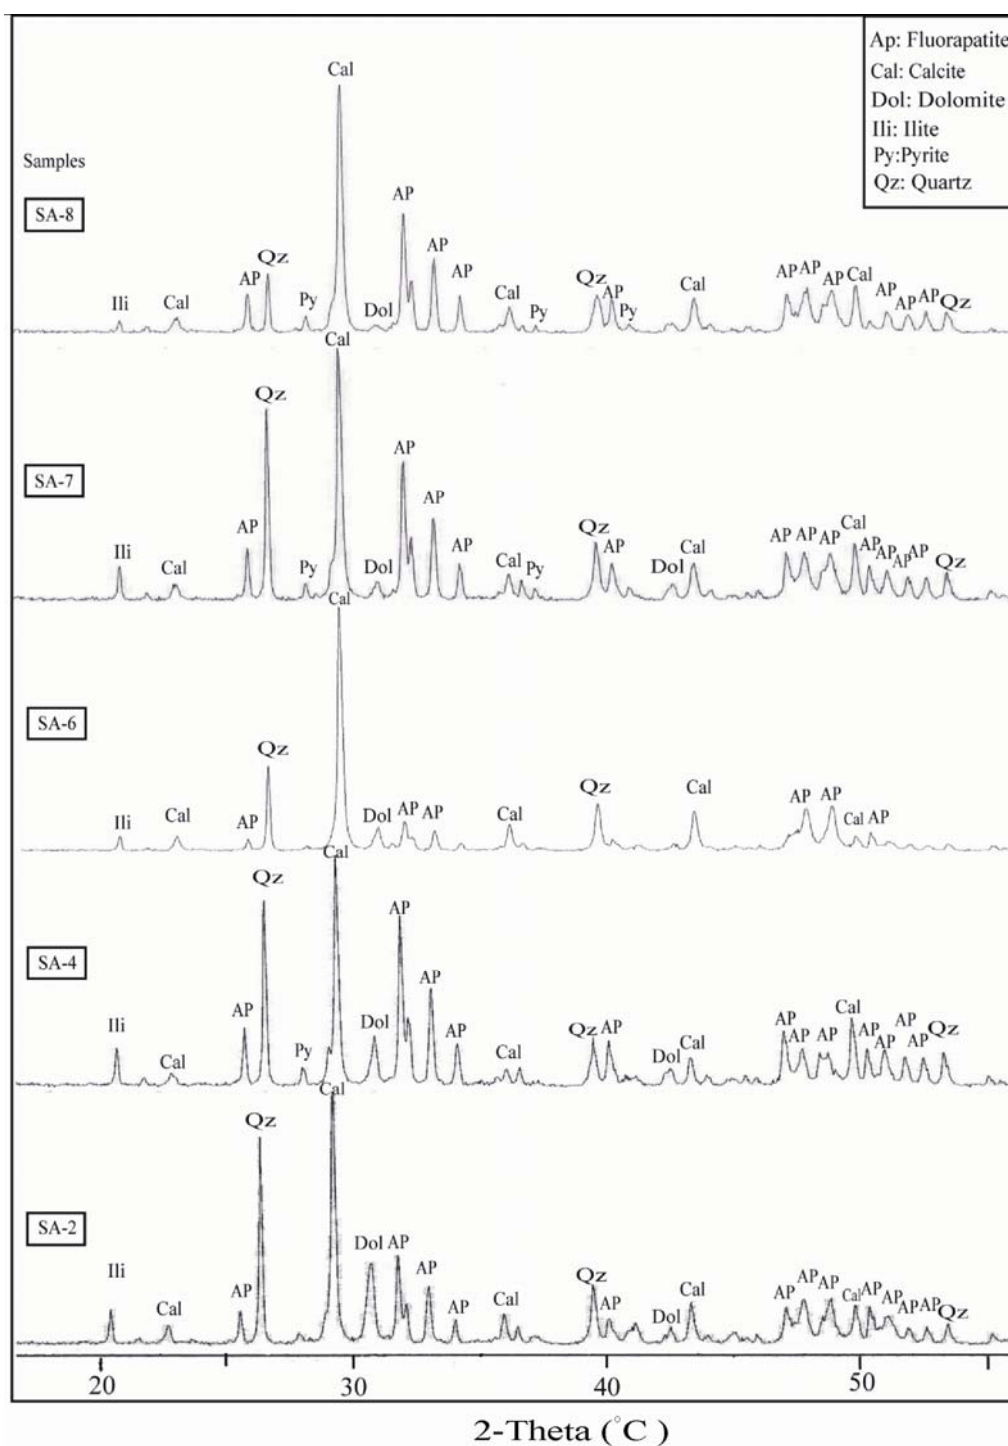 Ap: Fluorapatite
Cal: Calcite
Dol: Dolomite
Ili: Ilite
Py:Pyrite
Qz: Quartz
Samples
SA-8
Ili Cal AP Qz Py Cal Dol AP AP AP Cal Py Qz AP Py Cal AP AP AP Cal AP AP AP Qz
SA-7
Ili Cal AP Qz Py Cal Dol AP AP AP Cal Py Qz AP Dol Cal AP AP AP Cal AP AP AP AP Qz
SA-6
Ili Cal AP Qz Cal Dol AP AP Cal Qz Cal AP AP Cal AP
SA-4
Ili Cal AP Qz Py Cal Dol AP AP AP Cal Qz AP Dol Cal AP AP AP Cal AP AP AP AP Qz
SA-2
Ili Cal AP Qz Cal Dol AP AP AP Cal Qz AP Dol Cal AP AP AP Cal AP AP AP AP Qz
20 30 40 50
2-Theta (°C )